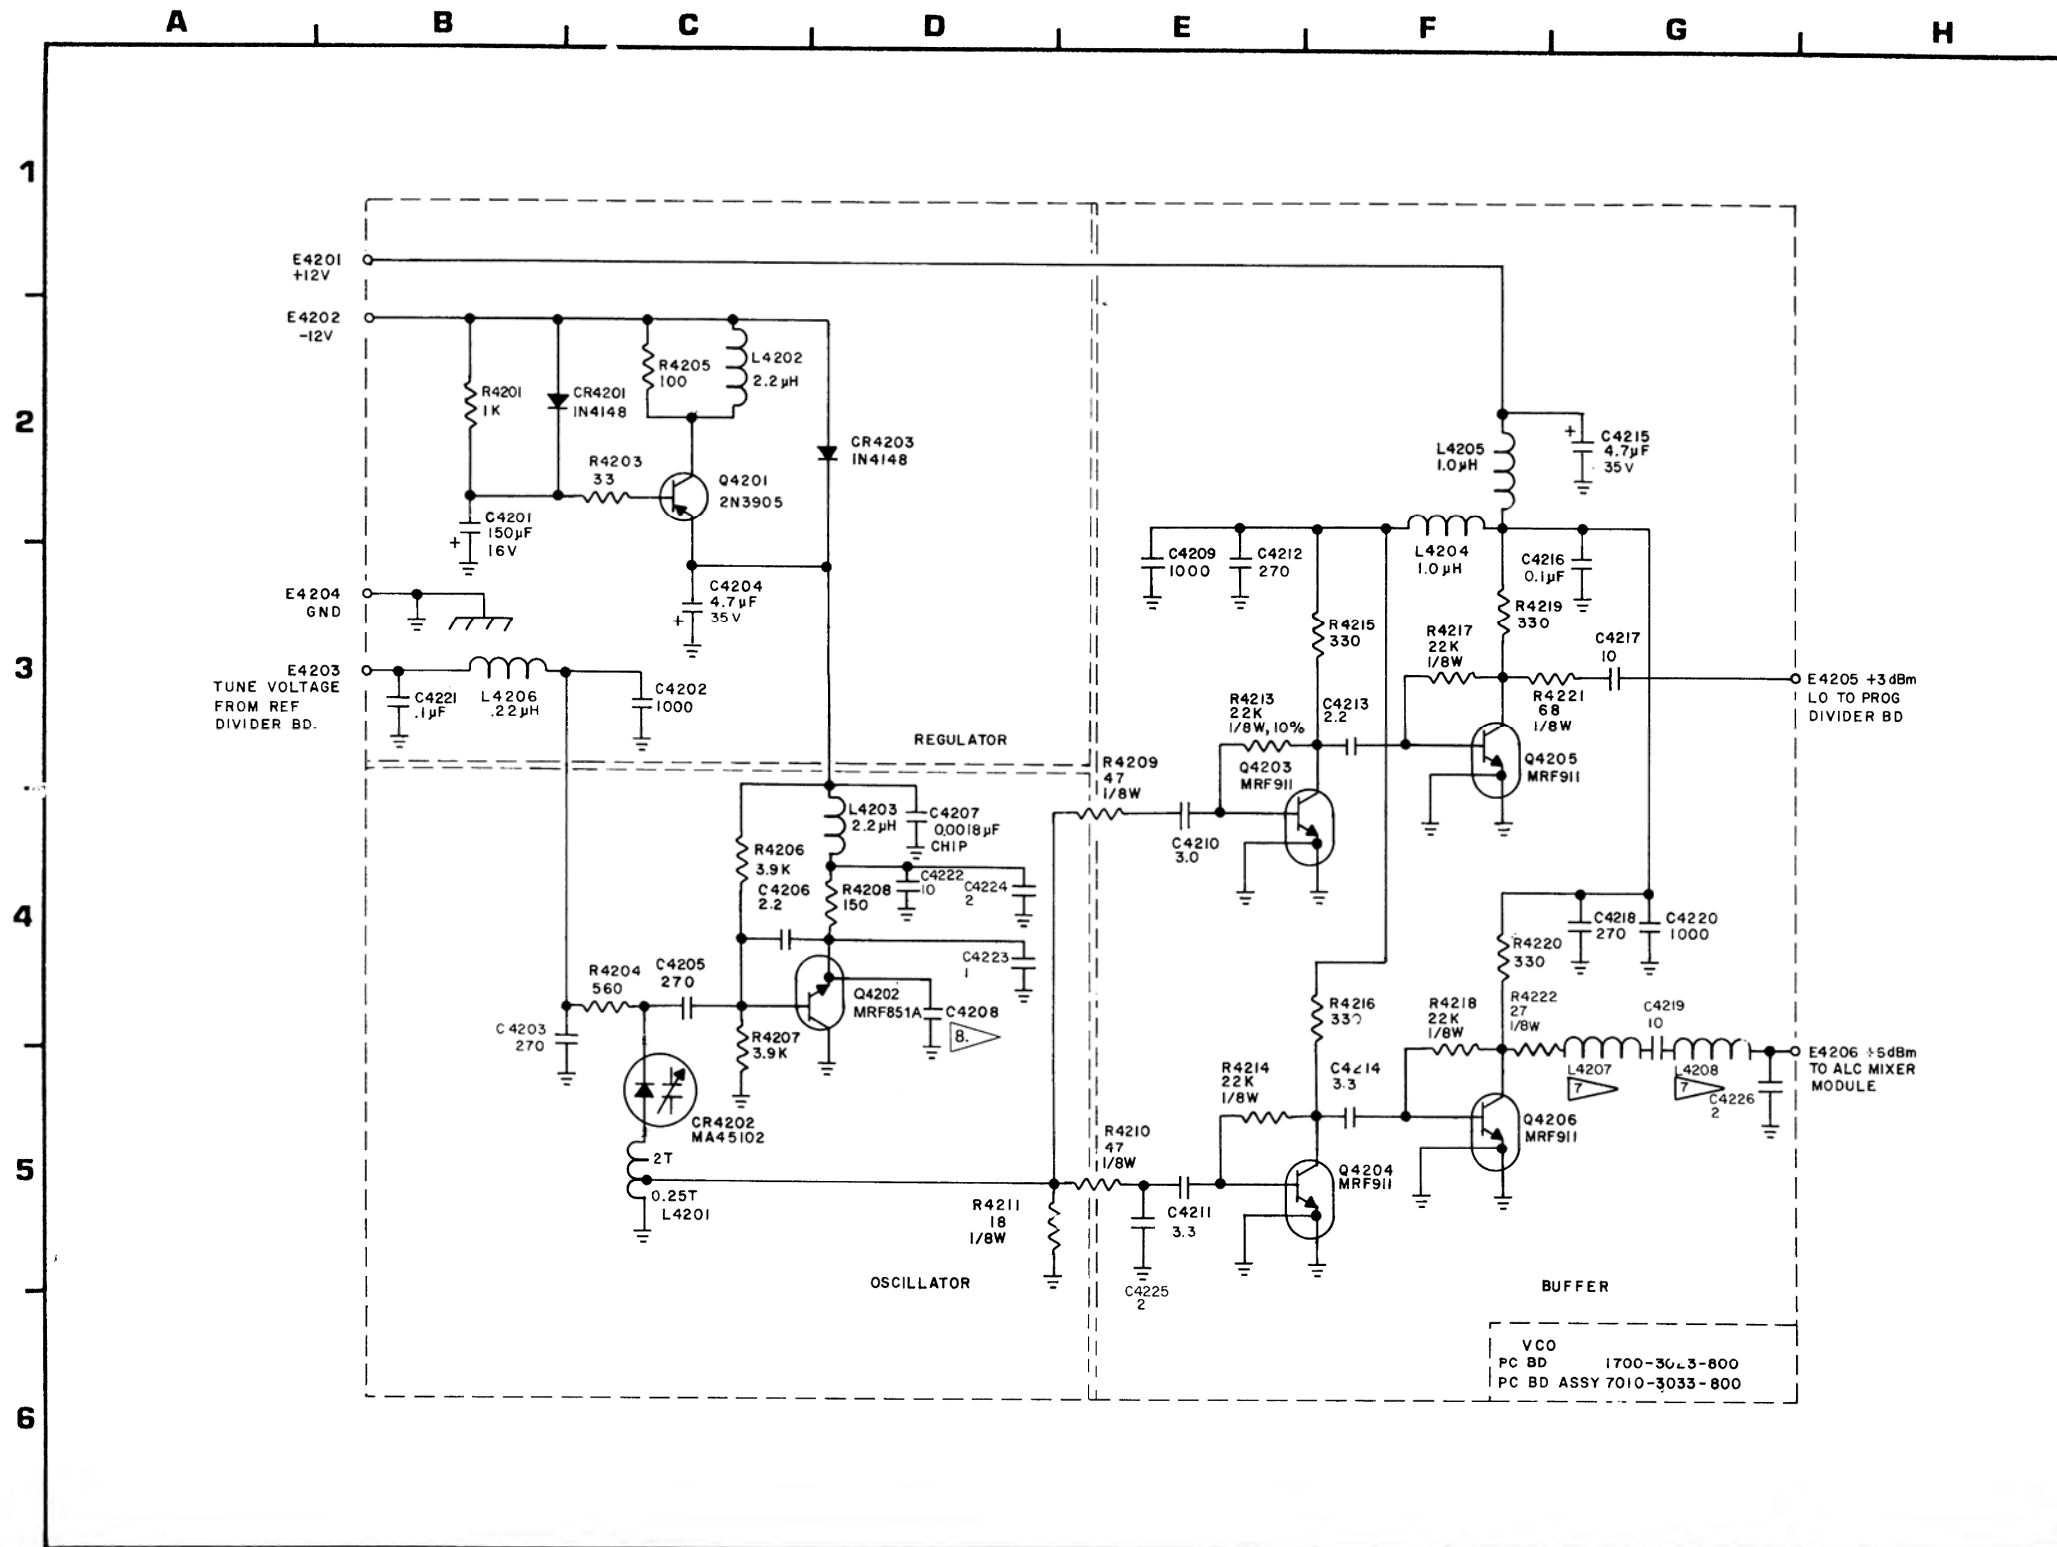 A B C D E F G H
1
2
3
4
5
6
E4201
+12V
E4202
-12V
R4201
1K
CR4201
1N4148
R4205
100
L4202
2.2µH
CR4203
1N4148
R4203
33
Q4201
2N3905
C4201
150µF
16V
+
E4204
GND
C4204
4.7µF
35V
+
E4203
TUNE VOLTAGE
FROM REF
DIVIDER BD.
C4221
.1µF
L4206
.22µH
C4202
1000
REGULATOR
L4203
2.2µH
C4207
0.0018µF
CHIP
R4206
3.9K
C4206
2.2
R4208
150
C4222
10
C4224
2
C4223
1
R4204
560
C4205
270
Q4202
MRF851A
C4208
8.
C4203
270
R4207
3.9K
CR4202
MA45102
2T
0.25T
L4201
R4211
18
1/8W
OSCILLATOR
L4205
1.0µH
+
C4215
4.7µF
35V
C4209
1000
C4212
270
L4204
1.0µH
C4216
0.1µF
R4215
330
R4217
22K
1/8W
R4219
330
C4217
10
R4213
22K
1/8W,10%
C4213
2.2
R4221
68
1/8W
E4205 +3dBm
LO TO PROG
DIVIDER BD
R4209
47
1/8W
Q4203
MRF911
Q4205
MRF911
C4210
3.0
C4218
270
C4220
1000
R4220
330
R4216
330
R4218
22K
1/8W
R4222
27
1/8W
C4219
10
L4207
7
L4208
7
C4226
2
E4206
TO ALC MIXER
MODULE
R4214
22K
1/8W
C4214
3.3
Q4206
MRF911
R4210
47
1/8W
Q4204
MRF911
C4211
3.3
C4225
2
BUFFER
VCO
PC BD
PC BD ASSY 7010-3033-800